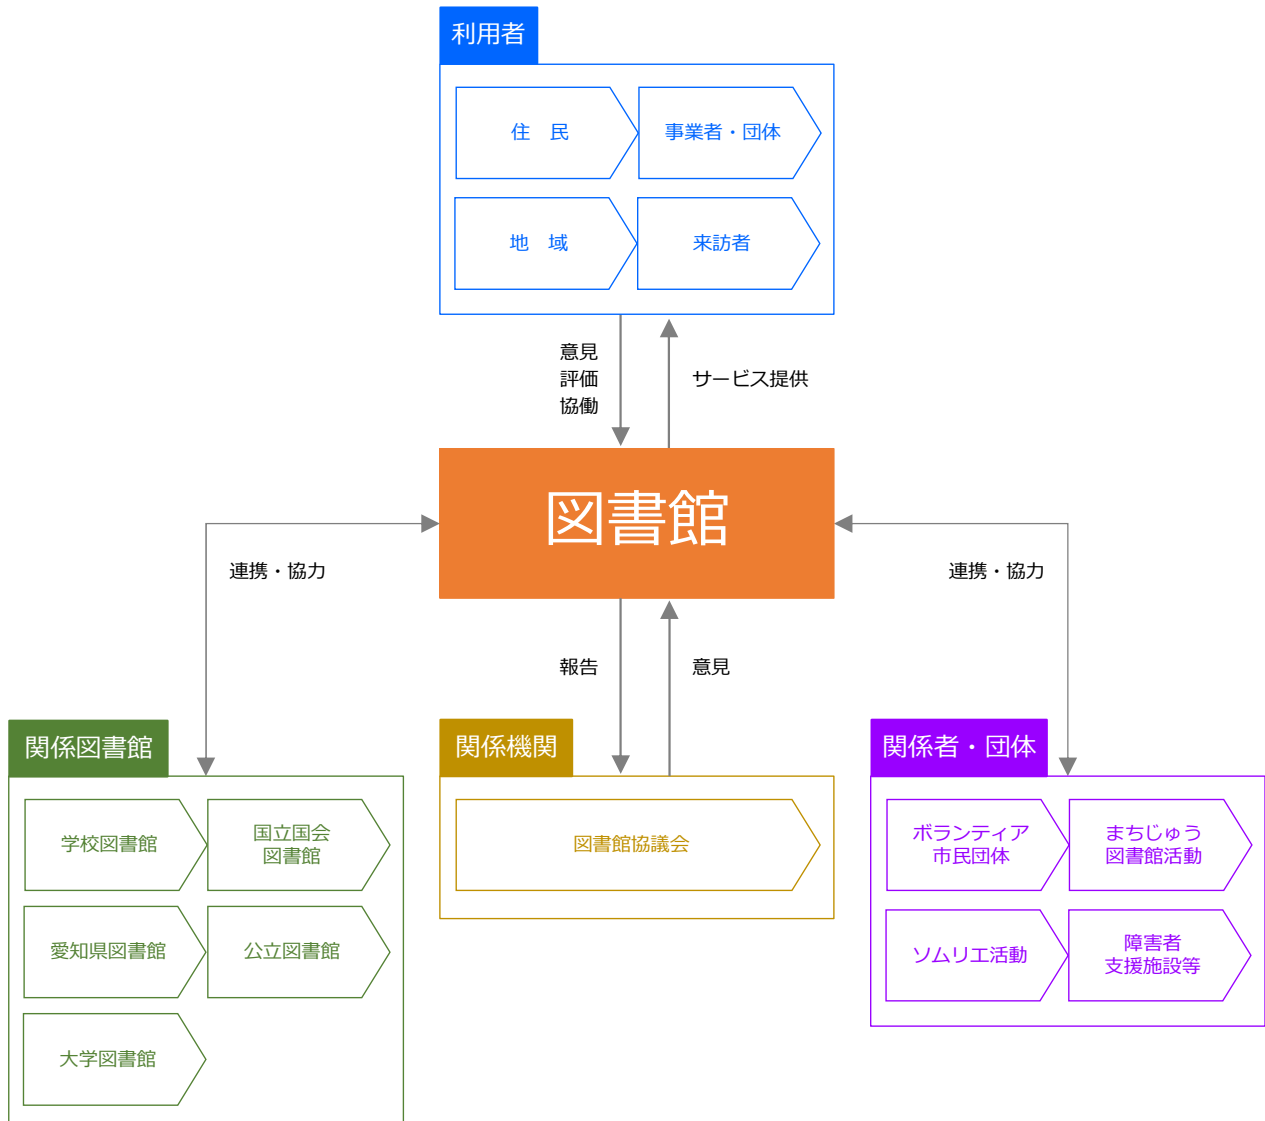 利用者
住　民
事業者・団体
地　域
来訪者
意見
評価
協働
サービス提供
図書館
連携・協力
連携・協力
報告
意見
関係図書館
学校図書館
国立国会
図書館
愛知県図書館
公立図書館
大学図書館
関係機関
図書館協議会
関係者・団体
ボランティア
市民団体
まちじゅう
図書館活動
ソムリエ活動
障害者
支援施設等